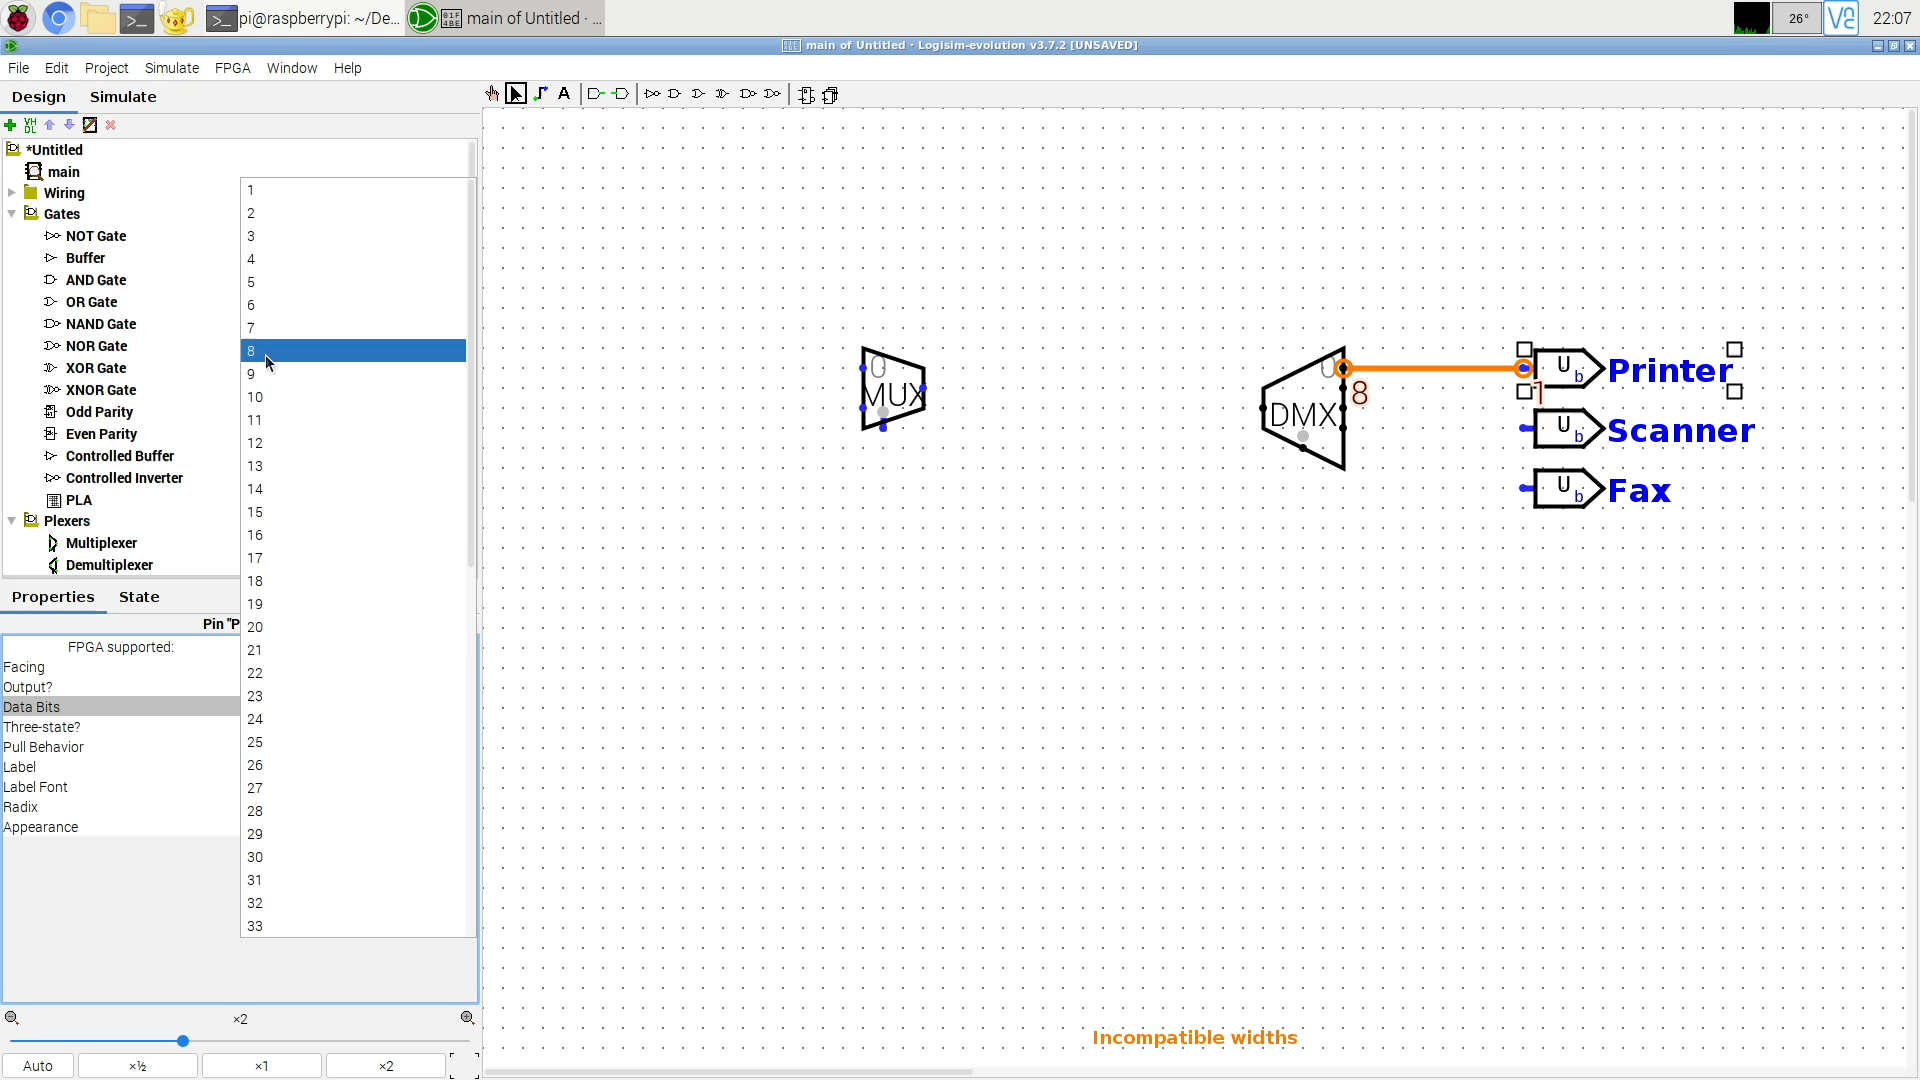 pi@raspberrypi: ~/De...
main of Untitled · ...
26°
22:07
main of Untitled · Logisim-evolution v3.7.2 [UNSAVED]
File Edit Project Simulate FPGA Window Help
Design Simulate
A
VH
DL
*Untitled
main
Wiring
Gates
NOT Gate
Buffer
AND Gate
OR Gate
NAND Gate
NOR Gate
XOR Gate
XNOR Gate
Odd Parity
Even Parity
Controlled Buffer
Controlled Inverter
PLA
Plexers
Multiplexer
Demultiplexer
1
2
3
4
5
6
7
8
9
10
11
12
13
14
15
16
17
18
19
20
21
22
23
24
25
26
27
28
29
30
31
32
33
Properties State
Pin "P
FPGA supported:
Facing
Output?
Data Bits
Three-state?
Pull Behavior
Label
Label Font
Radix
Appearance
×2
Auto ×½ ×1 ×2
0
MUX
0
DMX
8
1
U b Printer
U b Scanner
U b Fax
Incompatible widths